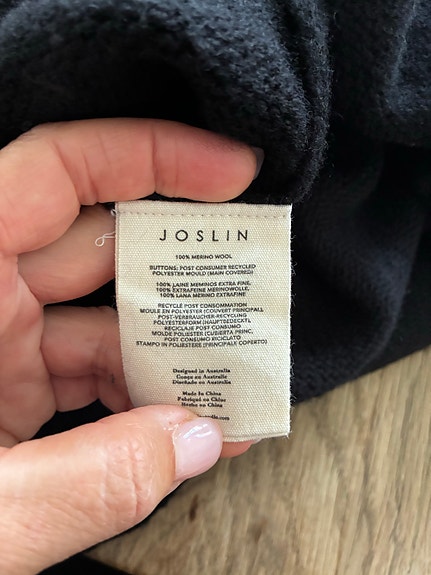 JOSLIN
100% MERINO WOOL
BUTTONS: POST CONSUMER RECYCLED
POLYESTER MOULD (MAIN COVERED)
100% LAINE MEMINOS EXTRA FINE,
100% EXTRAFEINE MERINOWOLLE,
100% LANA MERINO EXTRAFINE
RECYCLÉ POST CONSOMMATION
MOULE EN POLYESTER (COUVERT PRINCIPAL)
POST-VERBRAUCHER-RECYCLING
POLYESTERFORM (HAUPTBEDECKT),
RECICLAJE POST CONSUMO
MOLDE POLIESTER (CUBIERTA PRINC,
POST CONSUMO RICICLATO
STAMPO IN POLIESTERE (PRINCIPALE COPERTO)
Designed in Australia
Conçu en Australie
Diseñado en Australia
Made In China
Fabriqué en Chine
Hecho en China